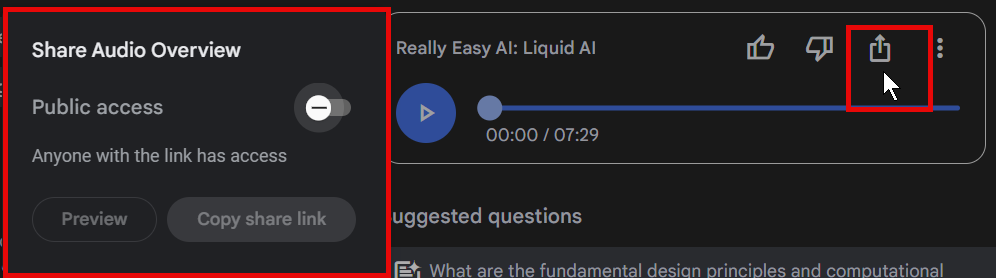 Share Audio Overview
Public access
Anyone with the link has access
Preview
Copy share link
Really Easy AI: Liquid AI
00:00 / 07:29
uggested questions
What are the fundamental design principles and computational